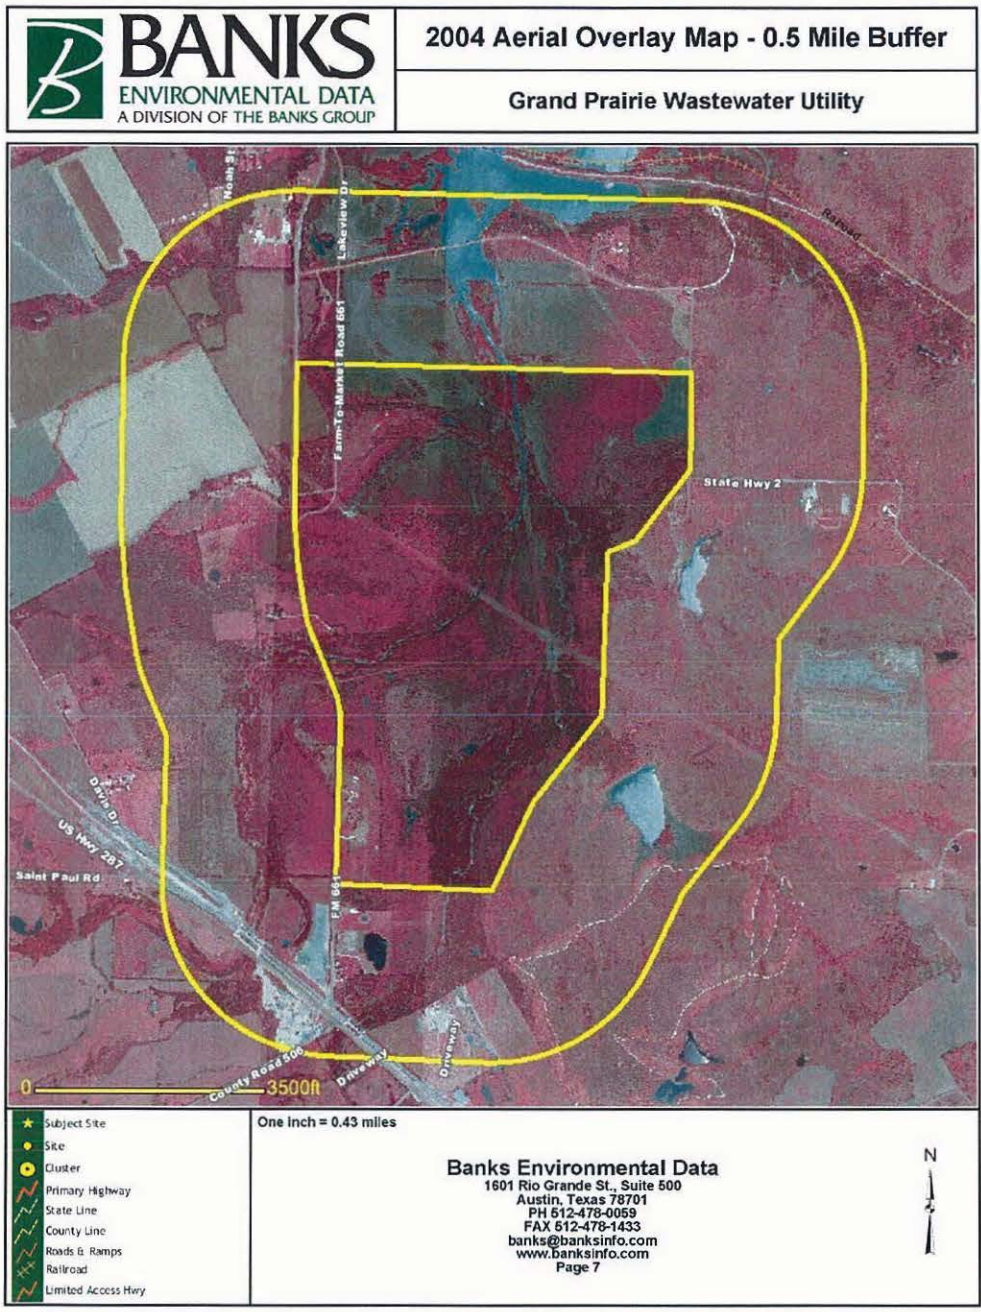 BANKS
ENVIRONMENTAL DATA
A DIVISION OF THE BANKS GROUP
2004 Aerial Overlay Map - 0.5 Mile Buffer
Grand Prairie Wastewater Utility
Noah St
Lakeview Dr
Railroad
Farm-To-Market Road 661
State Hwy 2
Davis Dr
US Hwy 287
Saint Paul Rd
FM 661
County Road 506
Driveway
Driveway
0
3500ft
Subject Site
Site
Cluster
Primary Highway
State Line
County Line
Roads & Ramps
Railroad
Limited Access Hwy
One Inch = 0.43 miles
Banks Environmental Data
1601 Rio Grande St., Suite 500
Austin, Texas 78701
PH 512-478-0059
FAX 512-478-1433
banks@banksinfo.com
www.banksinfo.com
Page 7
N